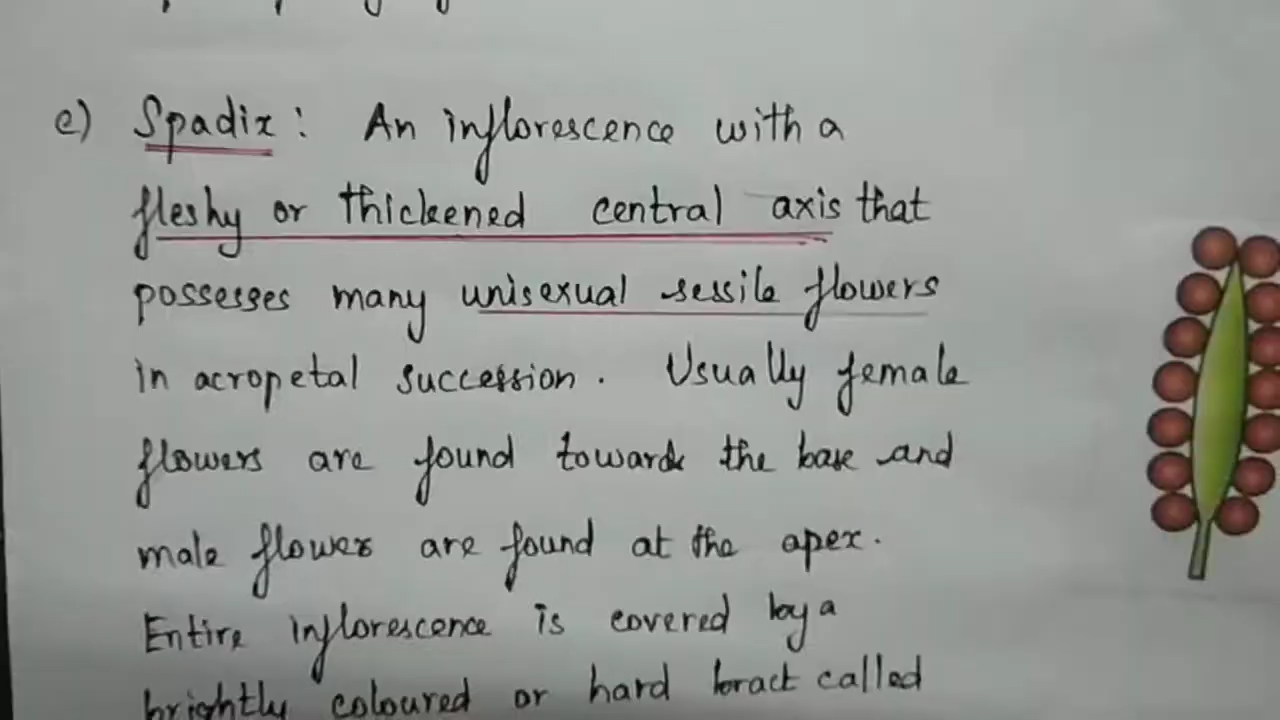 e) Spadix : An inflorescence with a
fleshy or thickened central axis that
possesses many unisexual sessile flowers
in acropetal succession. Usually female
flowers are found towards the base and
male flowers are found at the apex.
Entire inflorescence is covered by a
brightly coloured or hard bract called